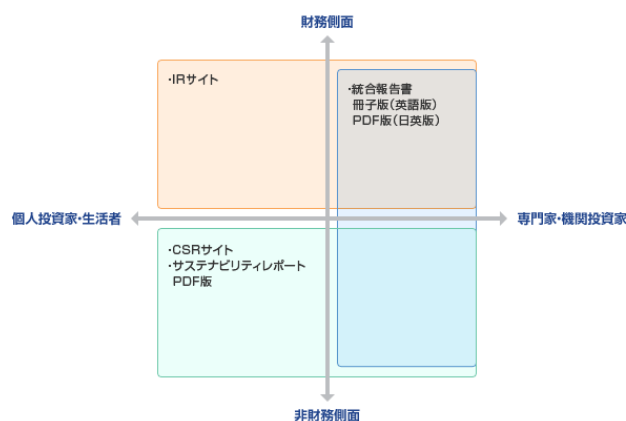 財務側面
・IRサイト
・統合報告書
冊子版(英語版)
PDF版(日英版)
個人投資家・生活者
専門家・機関投資家
・CSRサイト
・サステナビリティレポート
PDF版
非財務側面